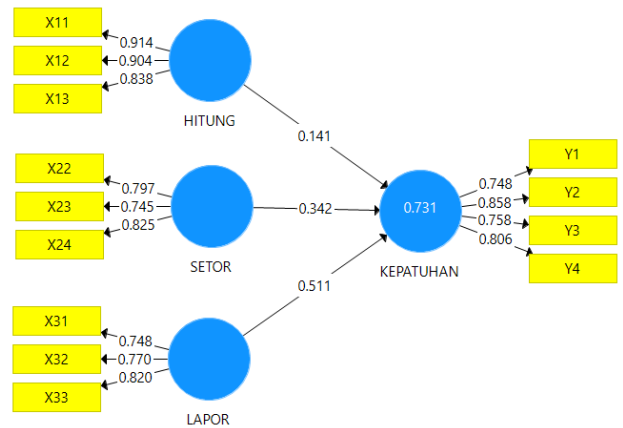 X11
0.914
X12
0.904
X13
0.838
HITUNG
0.141
X22
0.797
X23
0.745
X24
0.825
SETOR
0.342
X31
0.748
X32
0.770
X33
0.820
LAPOR
0.511
0.731
KEPATUHAN
Y1
0.748
Y2
0.858
Y3
0.758
Y4
0.806